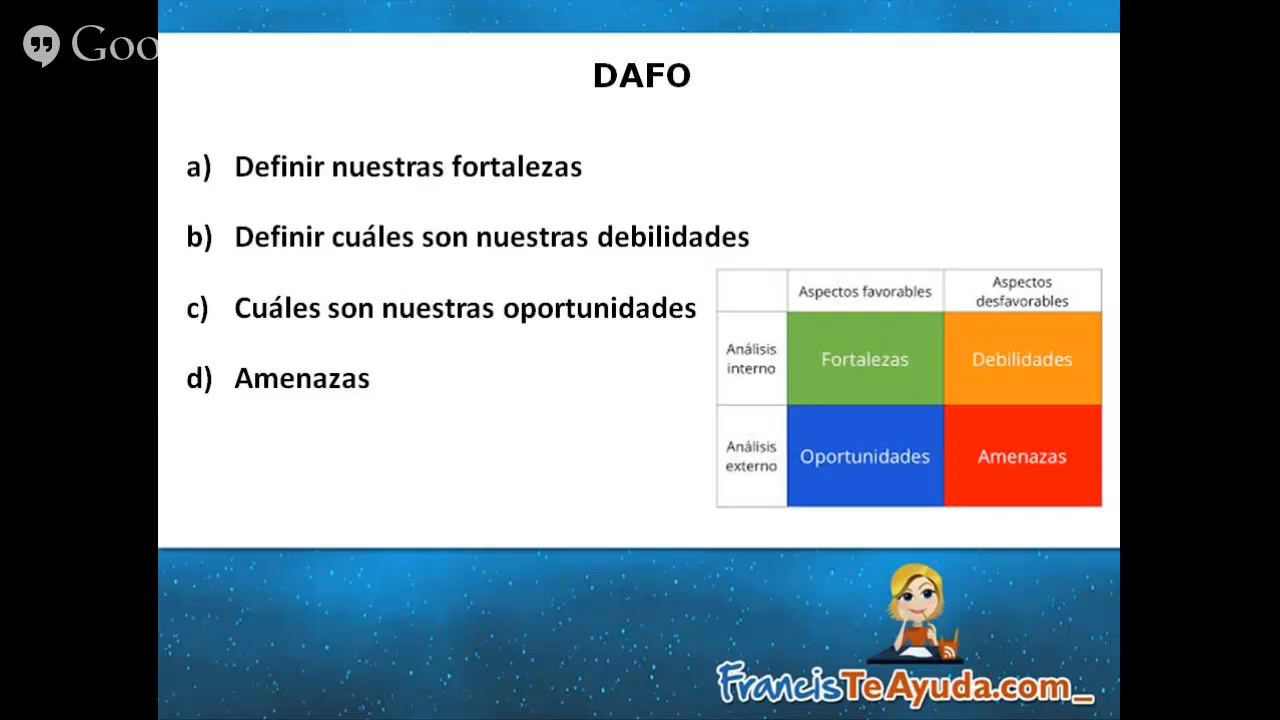 Goo
DAFO
a) Definir nuestras fortalezas
b) Definir cuáles son nuestras debilidades
c) Cuáles son nuestras oportunidades
d) Amenazas
Aspectos favorables
Aspectos
desfavorables
Análisis
interno
Fortalezas
Debilidades
Análisis
externo
Oportunidades
Amenazas
FrancisTeAyuda.com_